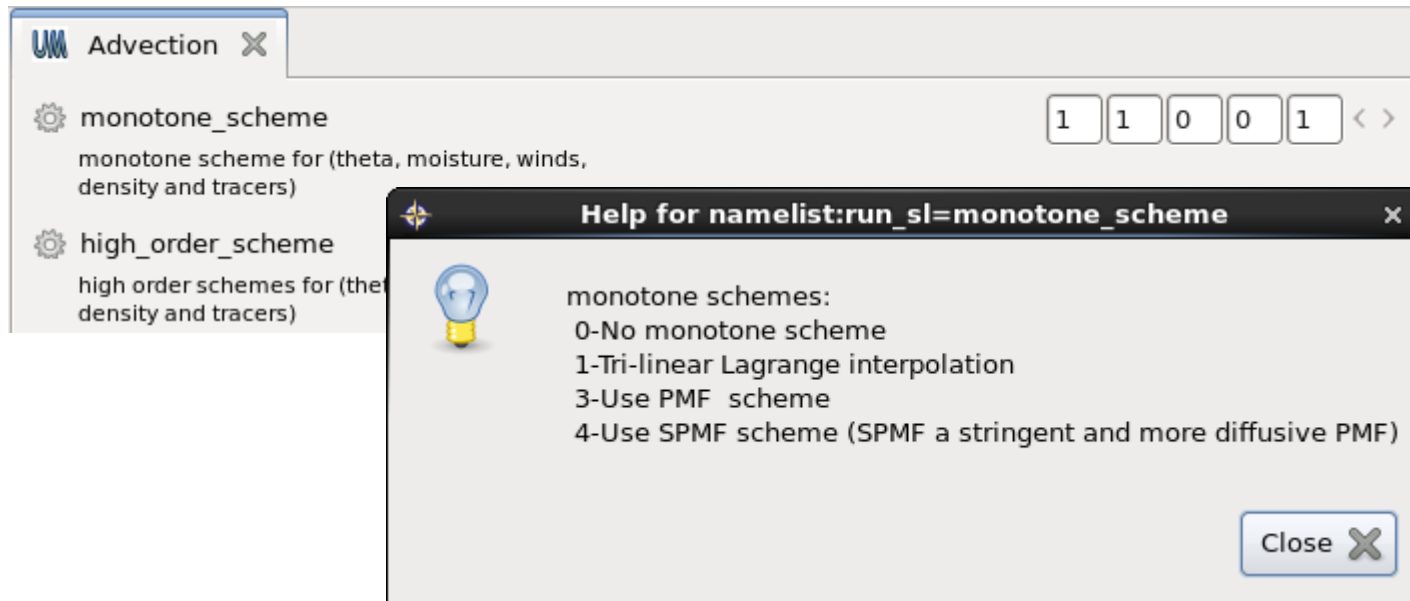 UM Advection
monotone_scheme 1 1 0 0 1
monotone scheme for (theta, moisture, winds,
density and tracers)
high_order_scheme
high order schemes for (thet
density and tracers)
Help for namelist:run_sl=monotone_scheme
monotone schemes:
0-No monotone scheme
1-Tri-linear Lagrange interpolation
3-Use PMF  scheme
4-Use SPMF scheme (SPMF a stringent and more diffusive PMF)
Close